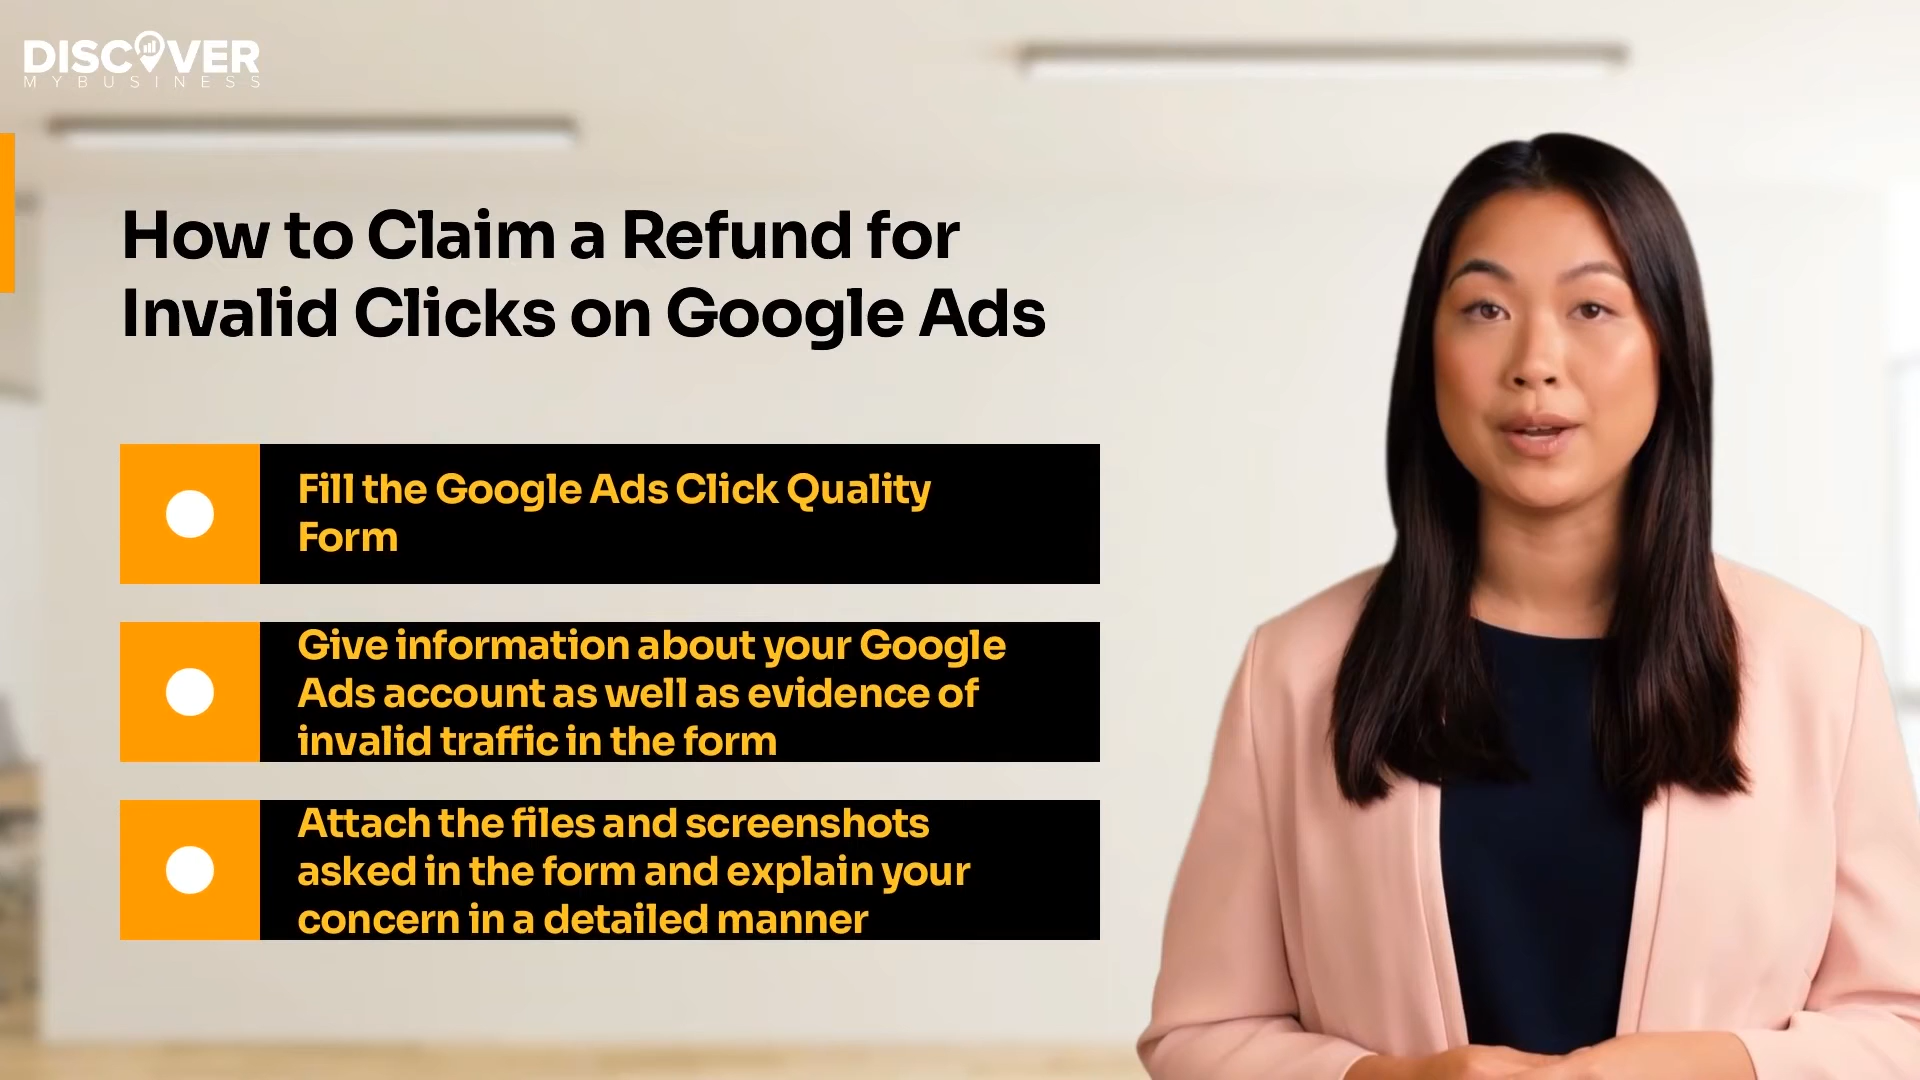 DISCOVER
MYBUSINESS
How to Claim a Refund for
Invalid Clicks on Google Ads
Fill the Google Ads Click Quality
Form
Give information about your Google
Ads account as well as evidence of
invalid traffic in the form
Attach the files and screenshots
asked in the form and explain your
concern in a detailed manner